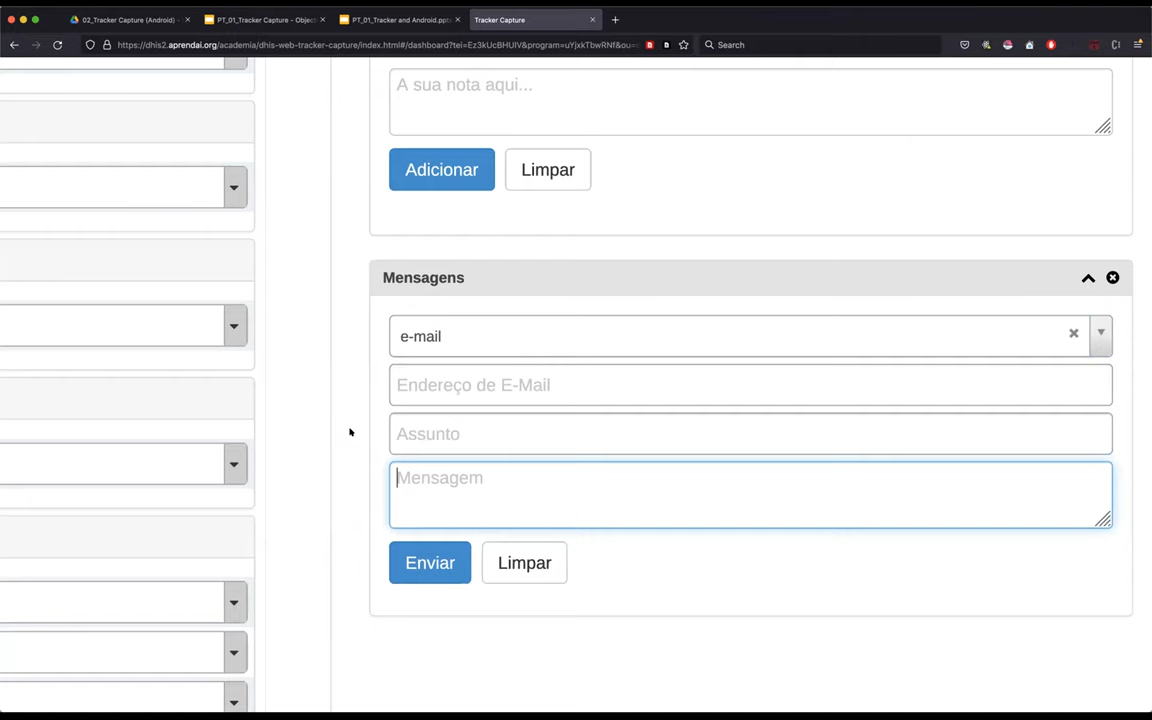 02_Tracker Capture (Android) -
PT_01_Tracker Capture - Object
PT_01_Tracker and Android.pptx
Tracker Capture
https://dhis2.aprendai.org/academia/dhis-web-tracker-capture/index.html#/dashboard?tei=Ez3kUcBHUIV&program=uYjxkTbwRNf&ou=
Search
A sua nota aqui...
Adicionar
Limpar
Mensagens
e-mail
Endereço de E-Mail
Assunto
Mensagem
Enviar
Limpar